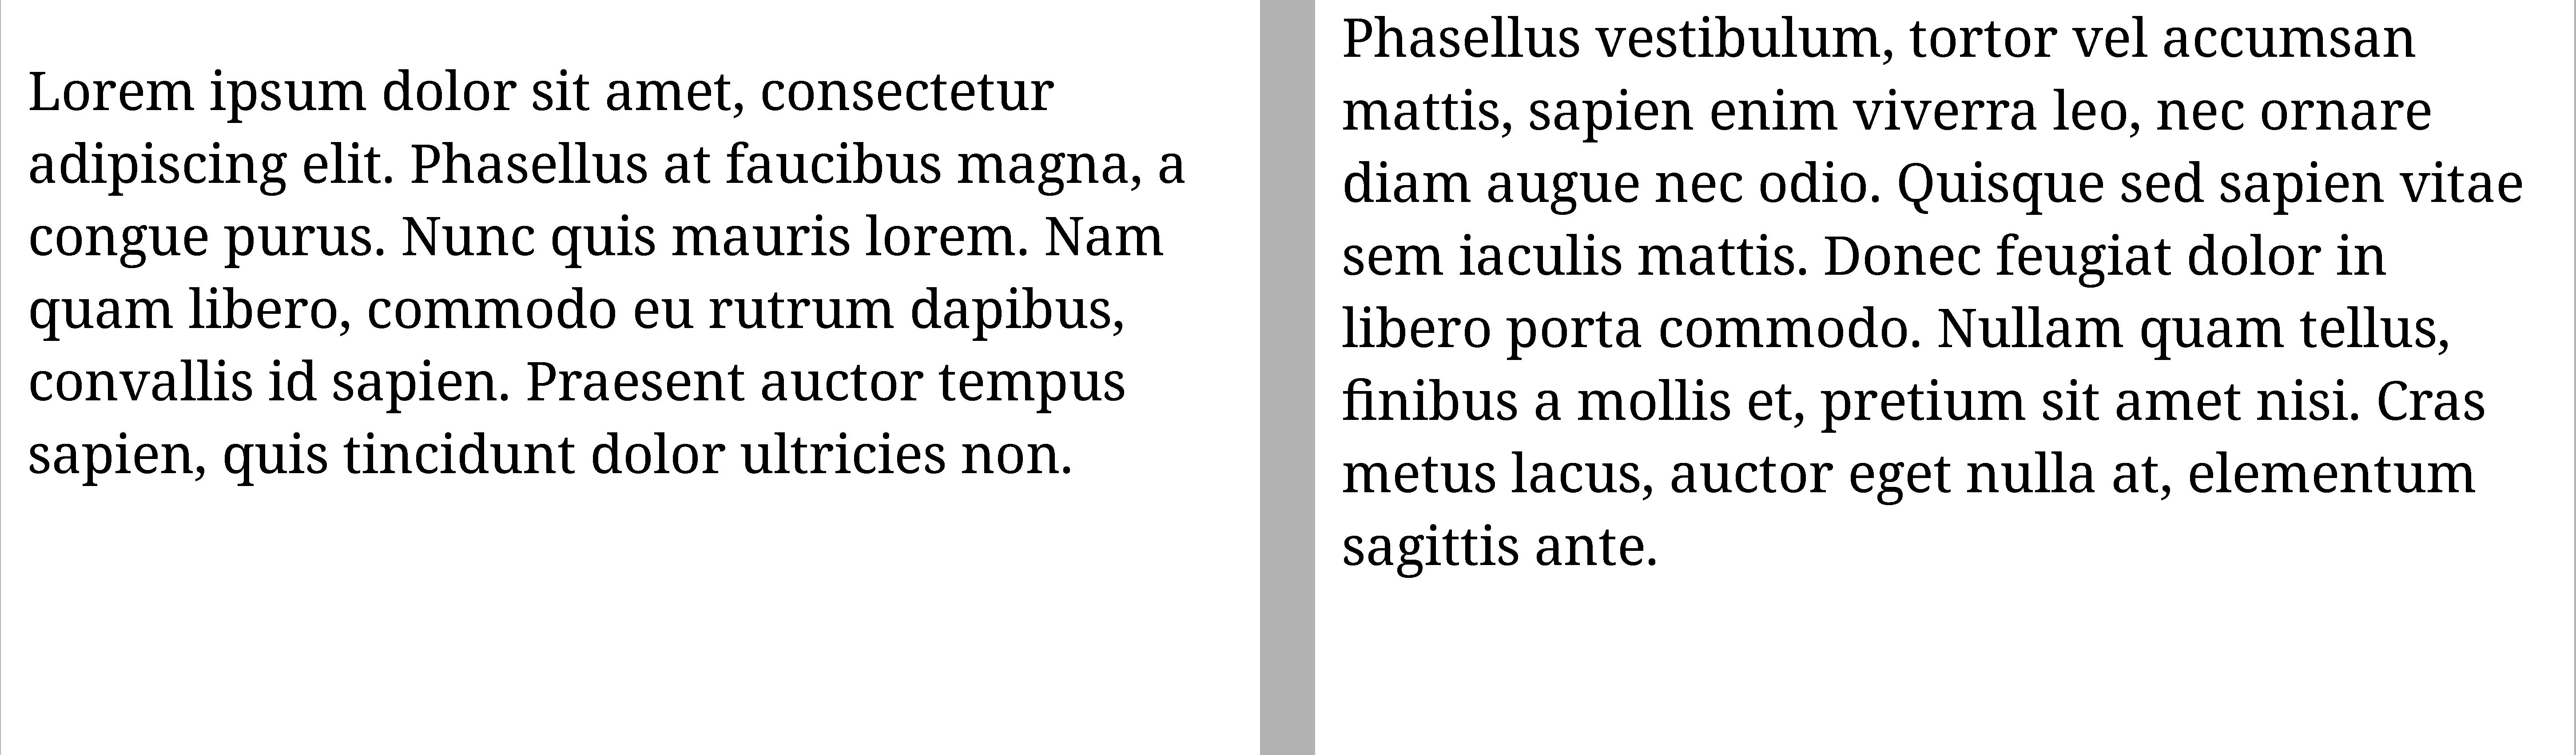 Lorem ipsum dolor sit amet, consectetur
adipiscing elit. Phasellus at faucibus magna, a
congue purus. Nunc quis mauris lorem. Nam
quam libero, commodo eu rutrum dapibus,
convallis id sapien. Praesent auctor tempus
sapien, quis tincidunt dolor ultricies non.
Phasellus vestibulum, tortor vel accumsan
mattis, sapien enim viverra leo, nec ornare
diam augue nec odio. Quisque sed sapien vitae
sem iaculis mattis. Donec feugiat dolor in
libero porta commodo. Nullam quam tellus,
finibus a mollis et, pretium sit amet nisi. Cras
metus lacus, auctor eget nulla at, elementum
sagittis ante.